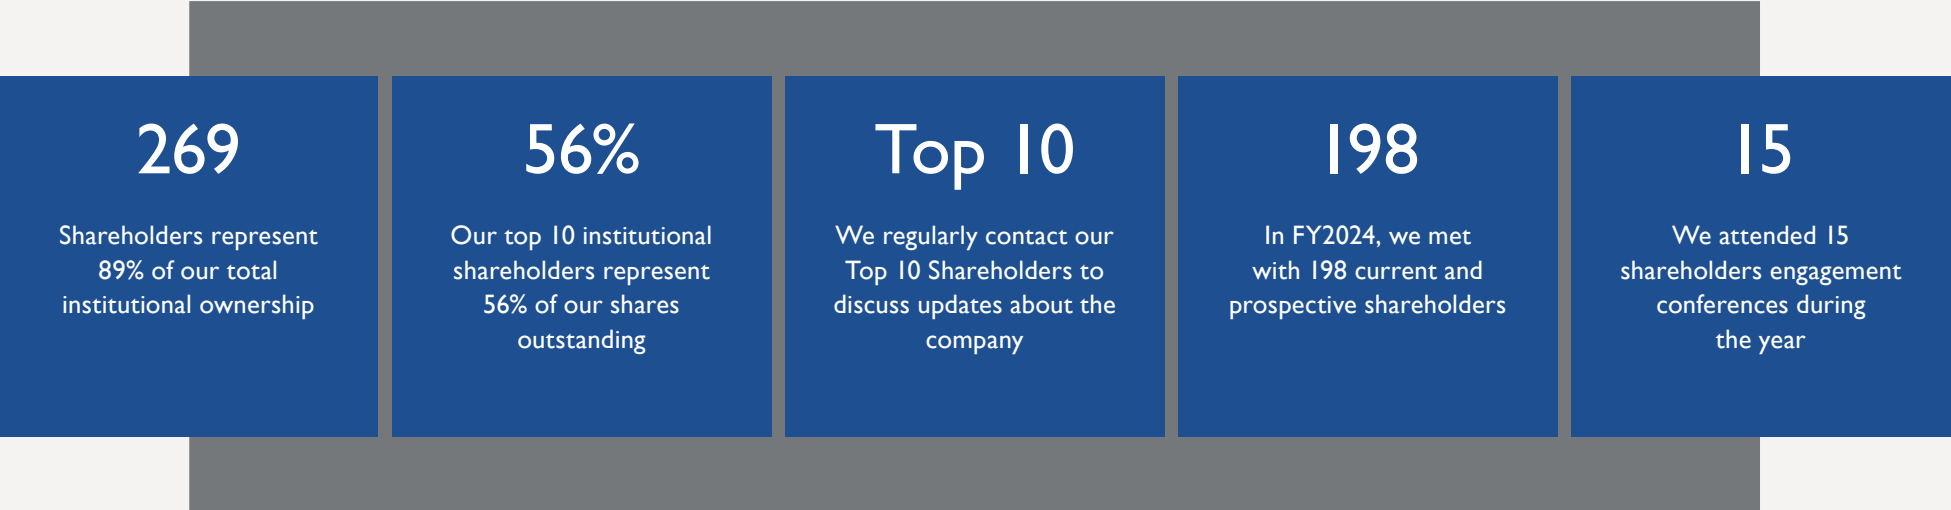 269
Shareholders represent
89% of our total
institutional ownership
56%
Our top 10 institutional
shareholders represent
56% of our shares
outstanding
Top 10
We regularly contact our
Top 10 Shareholders to
discuss updates about the
company
198
In FY2024, we met
with 198 current and
prospective shareholders
15
We attended 15
shareholders engagement
conferences during
the year